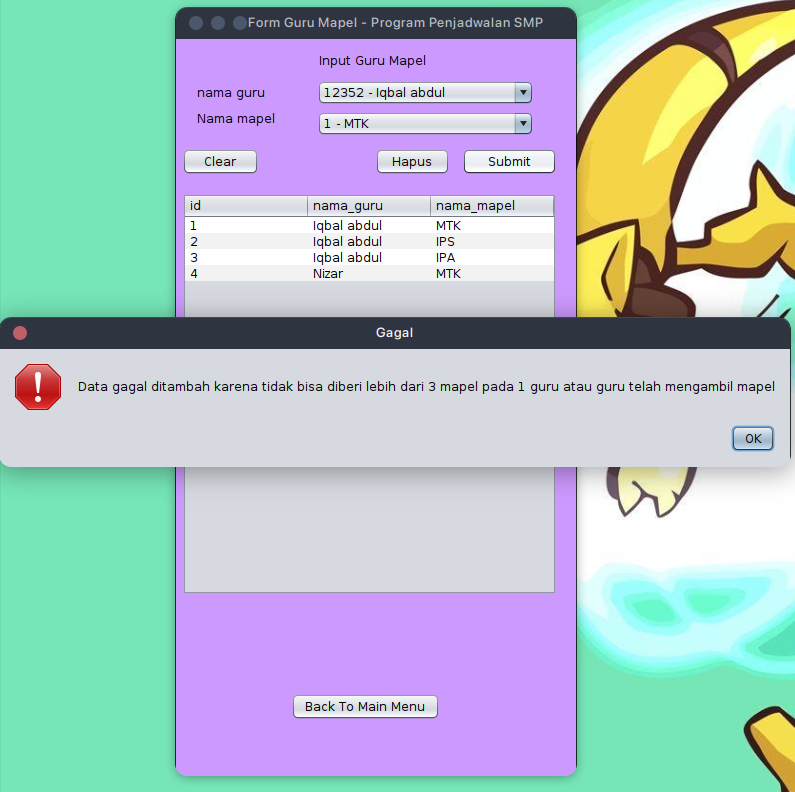 Form Guru Mapel - Program Penjadwalan SMP
Input Guru Mapel
nama guru 12352 - Iqbal abdul
Nama mapel 1 - MTK
Clear Hapus Submit
id nama_guru nama_mapel
1 Iqbal abdul MTK
2 Iqbal abdul IPS
3 Iqbal abdul IPA
4 Nizar MTK
Gagal
Data gagal ditambah karena tidak bisa diberi lebih dari 3 mapel pada 1 guru atau guru telah mengambil mapel
OK
Back To Main Menu